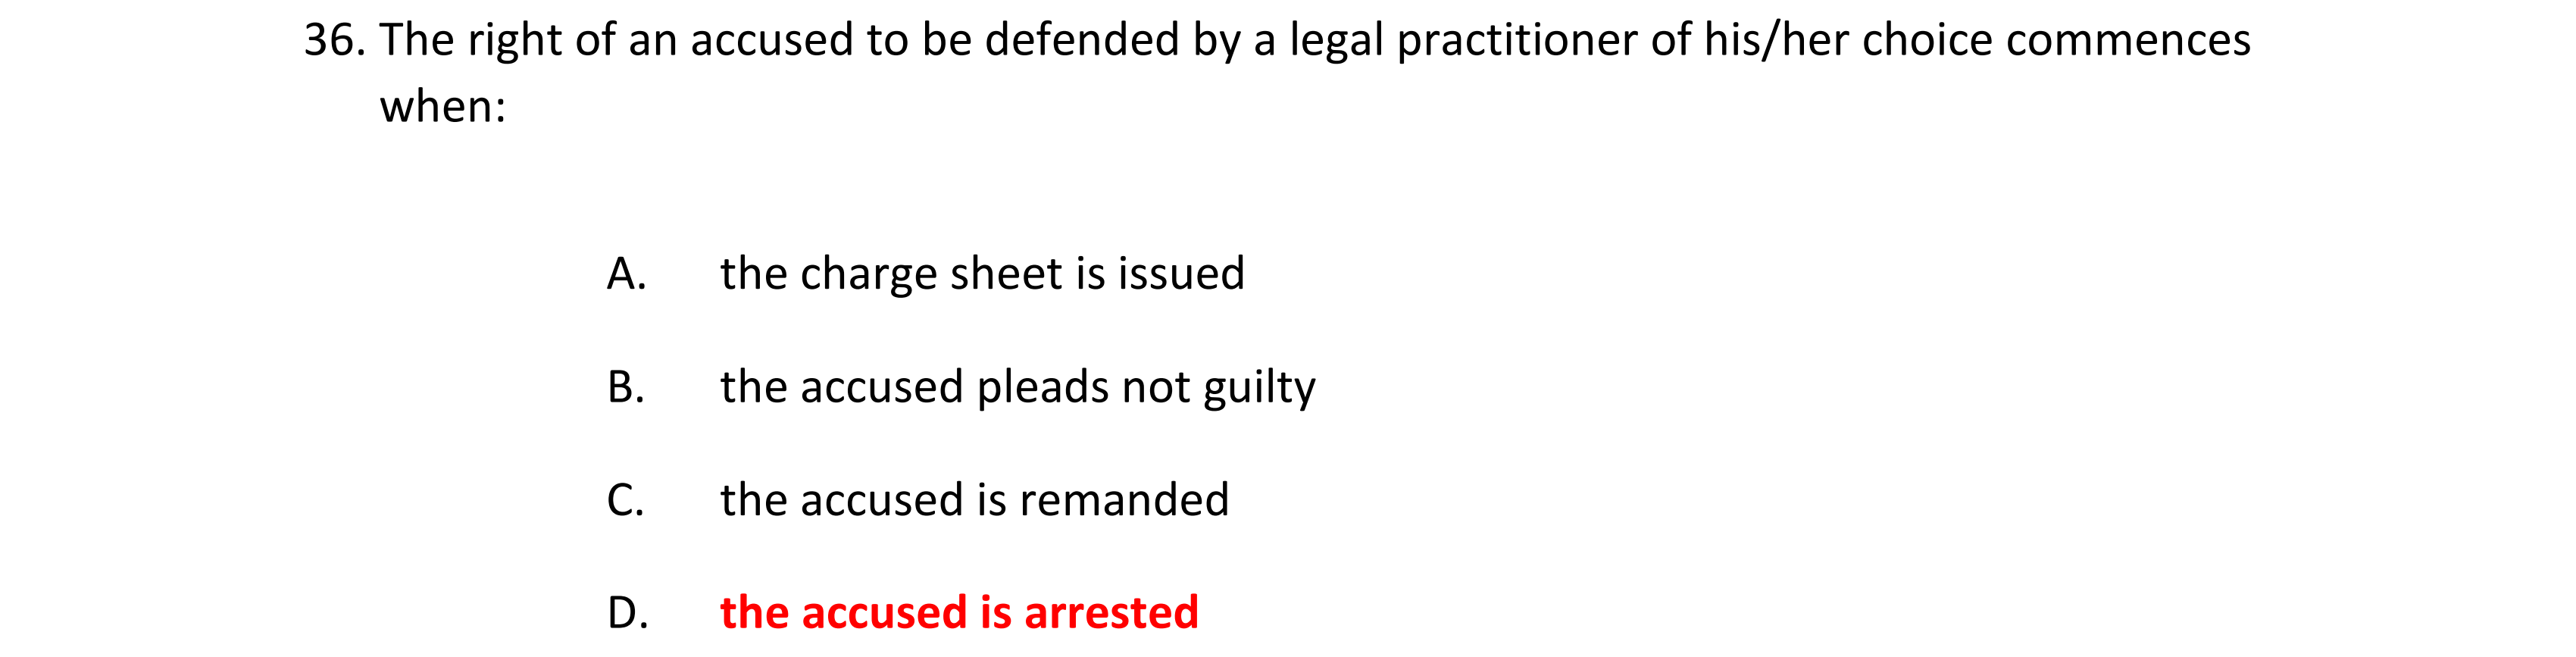 36. The right of an accused to be defended by a legal practitioner of his/her choice commences
when:
A. the charge sheet is issued
B. the accused pleads not guilty
C. the accused is remanded
D. the accused is arrested